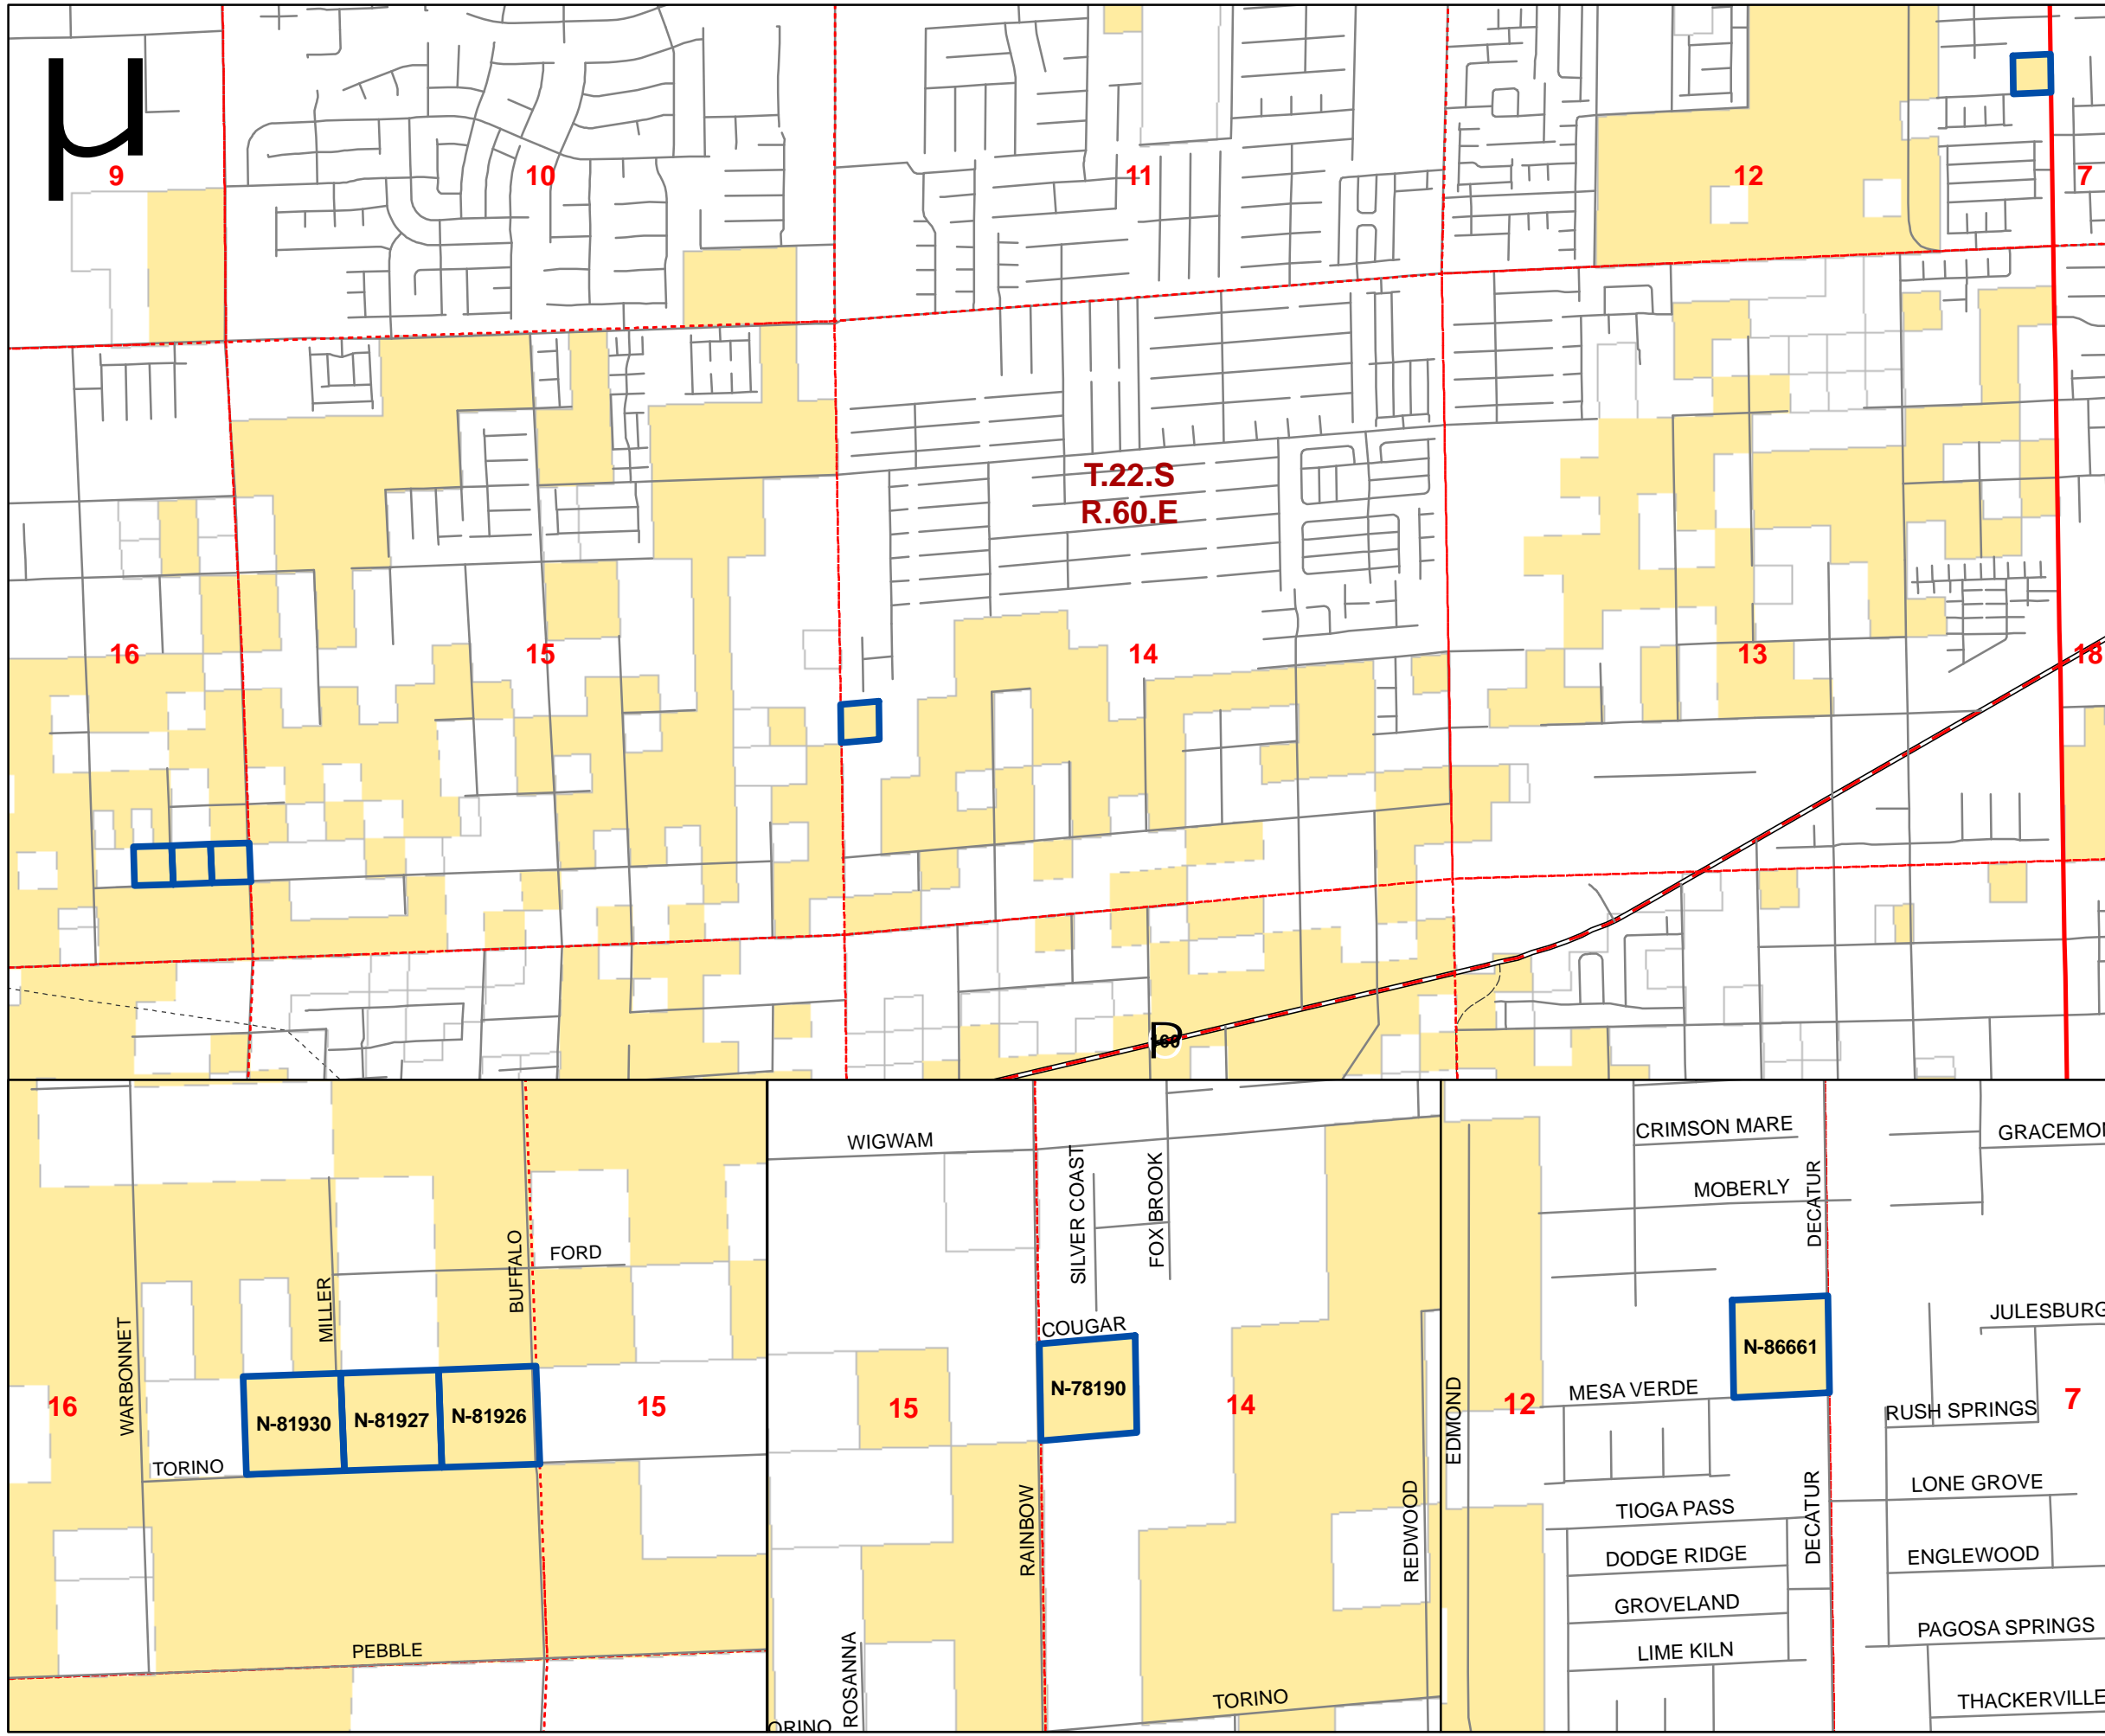 µ
9
10
11
12
7
T.22.S
R.60.E
16
15
14
13
18
P
160
WARBONNET
MILLER
BUFFALO
FORD
16
N-81930
N-81927
N-81926
15
TORINO
PEBBLE
WIGWAM
SILVER COAST
FOX BROOK
COUGAR
N-78190
15
14
RAINBOW
REDWOOD
ROSANNA
TORINO
ORINO
CRIMSON MARE
GRACEMO
MOBERLY
DECATUR
JULESBURG
N-86661
MESA VERDE
EDMOND
12
7
RUSH SPRINGS
LONE GROVE
TIOGA PASS
DECATUR
DODGE RIDGE
ENGLEWOOD
GROVELAND
PAGOSA SPRINGS
LIME KILN
THACKERVILLE